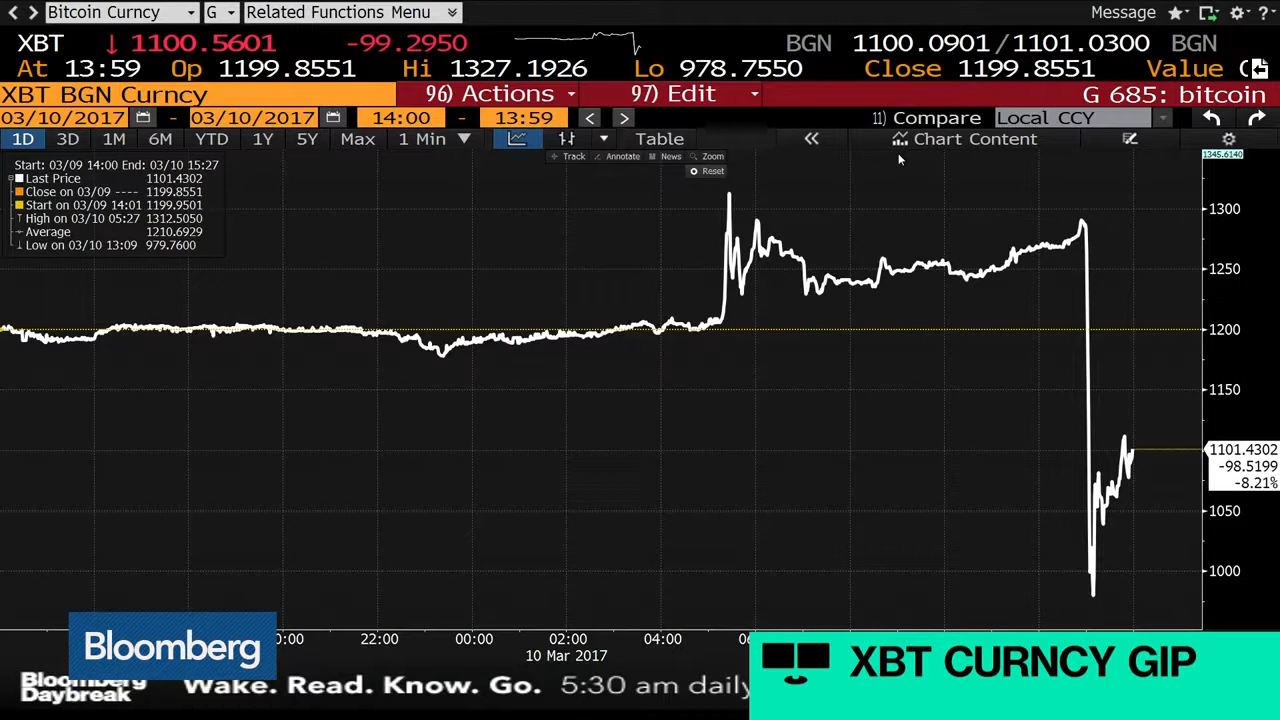 Bitcoin Curncy G Related Functions Menu Message ?
XBT ↓ 1100.5601 -99.2950 BGN 1100.0901/1101.0300 BGN
At 13:59 Op 1199.8551 Hi 1327.1926 Lo 978.7550 Close 1199.8551 Value
XBT BGN Curncy 96) Actions 97) Edit G 685: bitcoin
03/10/2017 - 03/10/2017 14:00 - 13:59 < > 11) Compare Local CCY
1D 3D 1M 6M YTD 1Y 5Y Max 1 Min ▼ Table « Chart Content
Track Annotate News Zoom
Reset
Start: 03/09 14:00 End: 03/10 15:27
Last Price 1101.4302
Close on 03/09 ---- 1199.8551
Start on 03/09 14:01 1199.9501
High on 03/10 05:27 1312.5050
Average 1210.6929
Low on 03/10 13:09 979.7600
1345.6140
1300
1250
1200
1150
1101.4302
-98.5199
-8.21%
1050
1000
22:00 00:00 02:00 04:00
10 Mar 2017
Bloomberg
XBT CURNCY GIP
Bloomberg
Daybreak
Wake. Read. Know. Go. 5:30 am daily